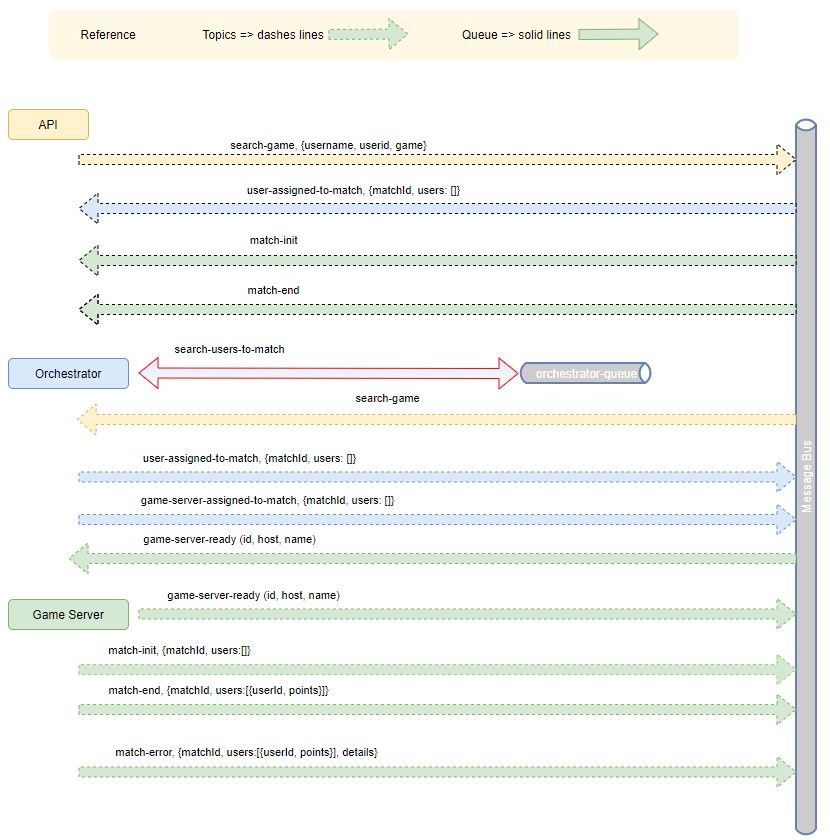 Reference
Topics => dashes lines
Queue => solid lines
API
search-game, {username, userid, game}
user-assigned-to-match, {matchId, users: []}
match-init
match-end
search-users-to-match
Orchestrator
orchestrator-queue
search-game
Message Bus
user-assigned-to-match, {matchId, users: []}
game-server-assigned-to-match, {matchId, users: []}
game-server-ready (id, host, name)
game-server-ready (id, host, name)
Game Server
match-init, {matchId, users:[]}
match-end, {matchId, users:[{userId, points}]}
match-error, {matchId, users:[{userId, points}], details}